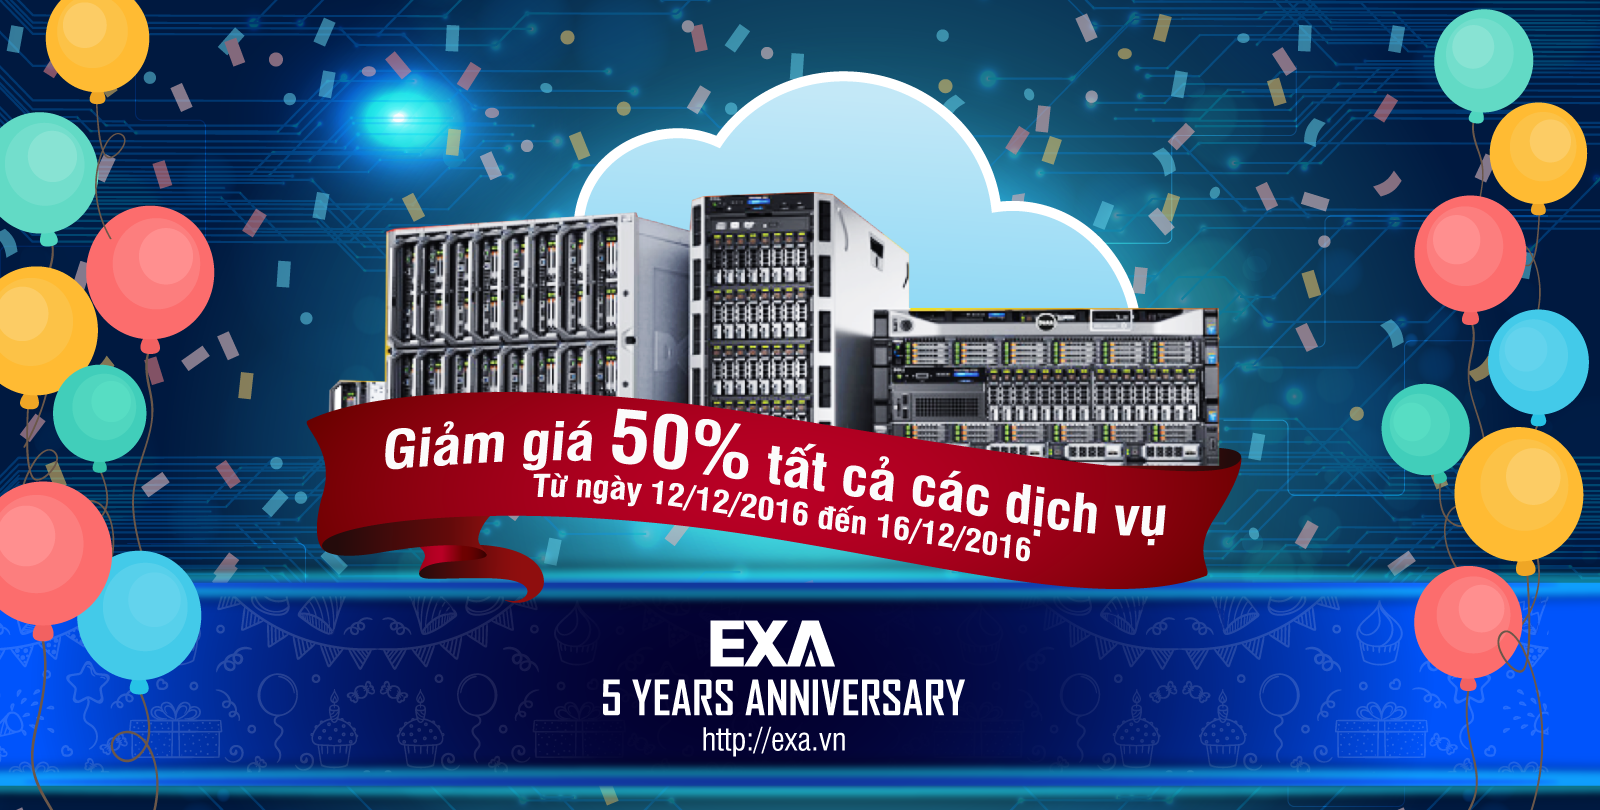 Giảm giá 50% tất cả các dịch vụ
Từ ngày 12/12/2016 đến 16/12/2016
EXA
5 YEARS ANNIVERSARY
http://exa.vn